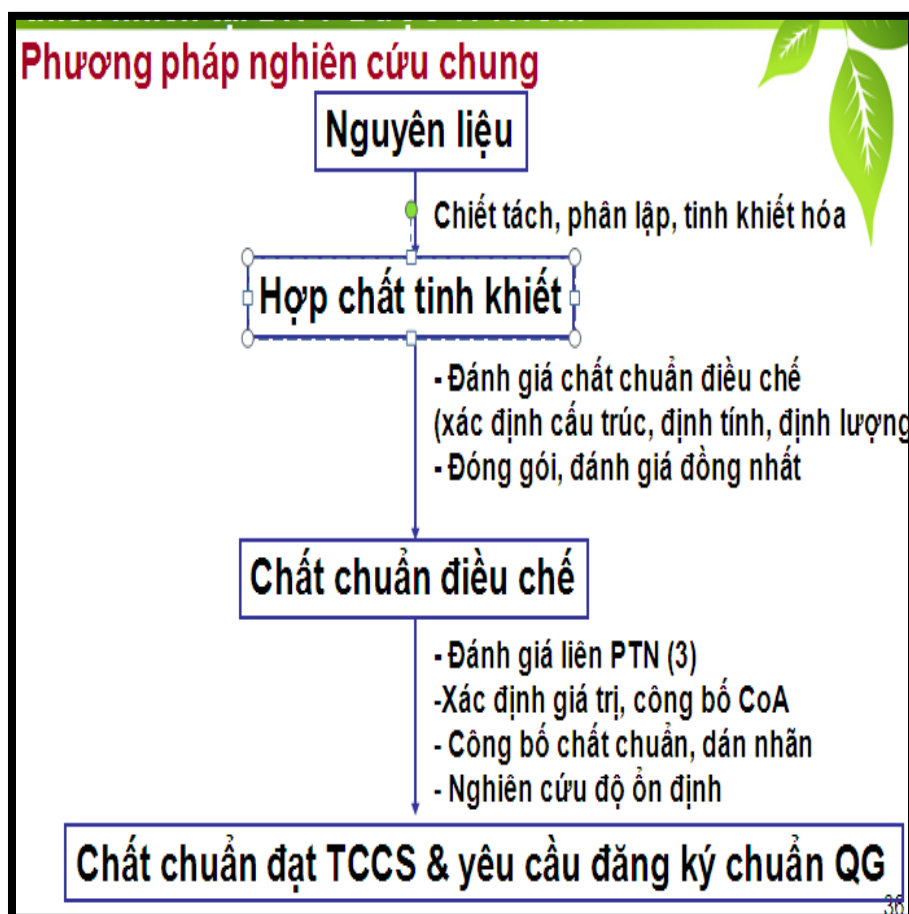 Phương pháp nghiên cứu chung
Nguyên liệu
Chiết tách, phân lập, tinh khiết hóa
Hợp chất tinh khiết
- Đánh giá chất chuẩn điều chế
(xác định cấu trúc, định tính, định lượng
- Đóng gói, đánh giá đồng nhất
Chất chuẩn điều chế
- Đánh giá liên PTN (3)
-Xác định giá trị, công bố CoA
- Công bố chất chuẩn, dán nhãn
- Nghiên cứu độ ổn định
Chất chuẩn đạt TCCS & yêu cầu đăng ký chuẩn QG
36